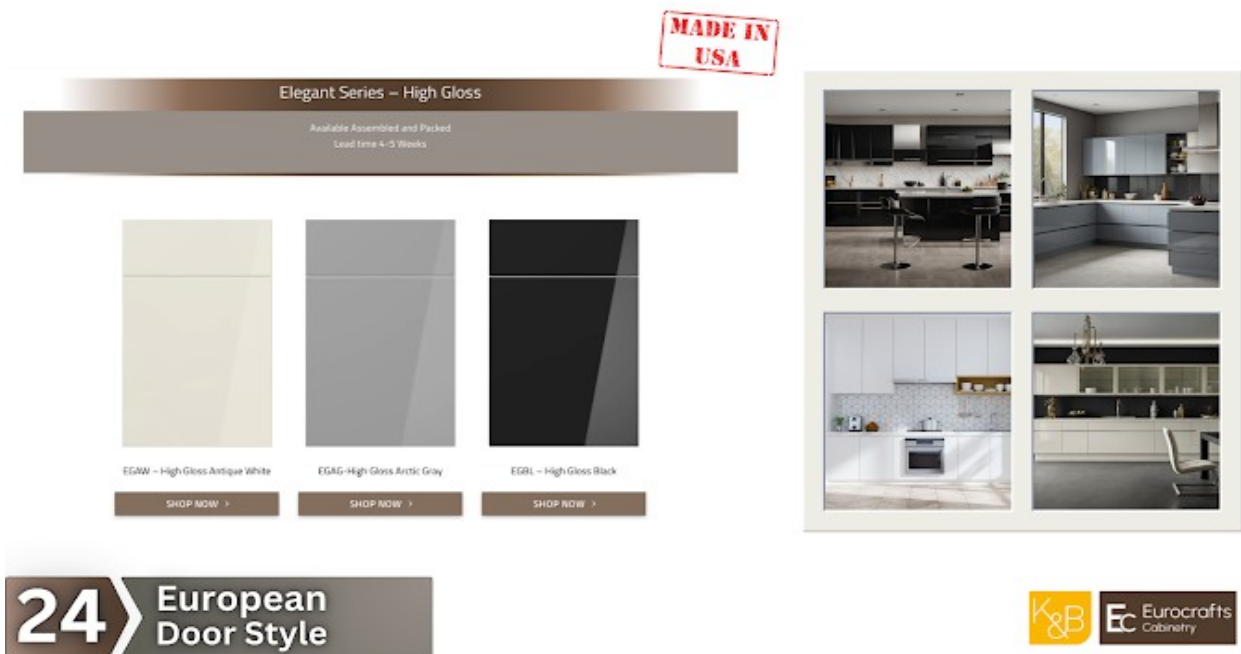 MADE IN
USA
Elegant Series – High Gloss
Available Assembled and Packed
Lead time 4-5 Weeks
EGAW – High Gloss Antique White
EGAG-High Gloss Arctic Gray
EGBL – High Gloss Black
SHOP NOW >
SHOP NOW >
SHOP NOW >
24
European
Door Style
K&B
EC
Eurocrafts
Cabinetry